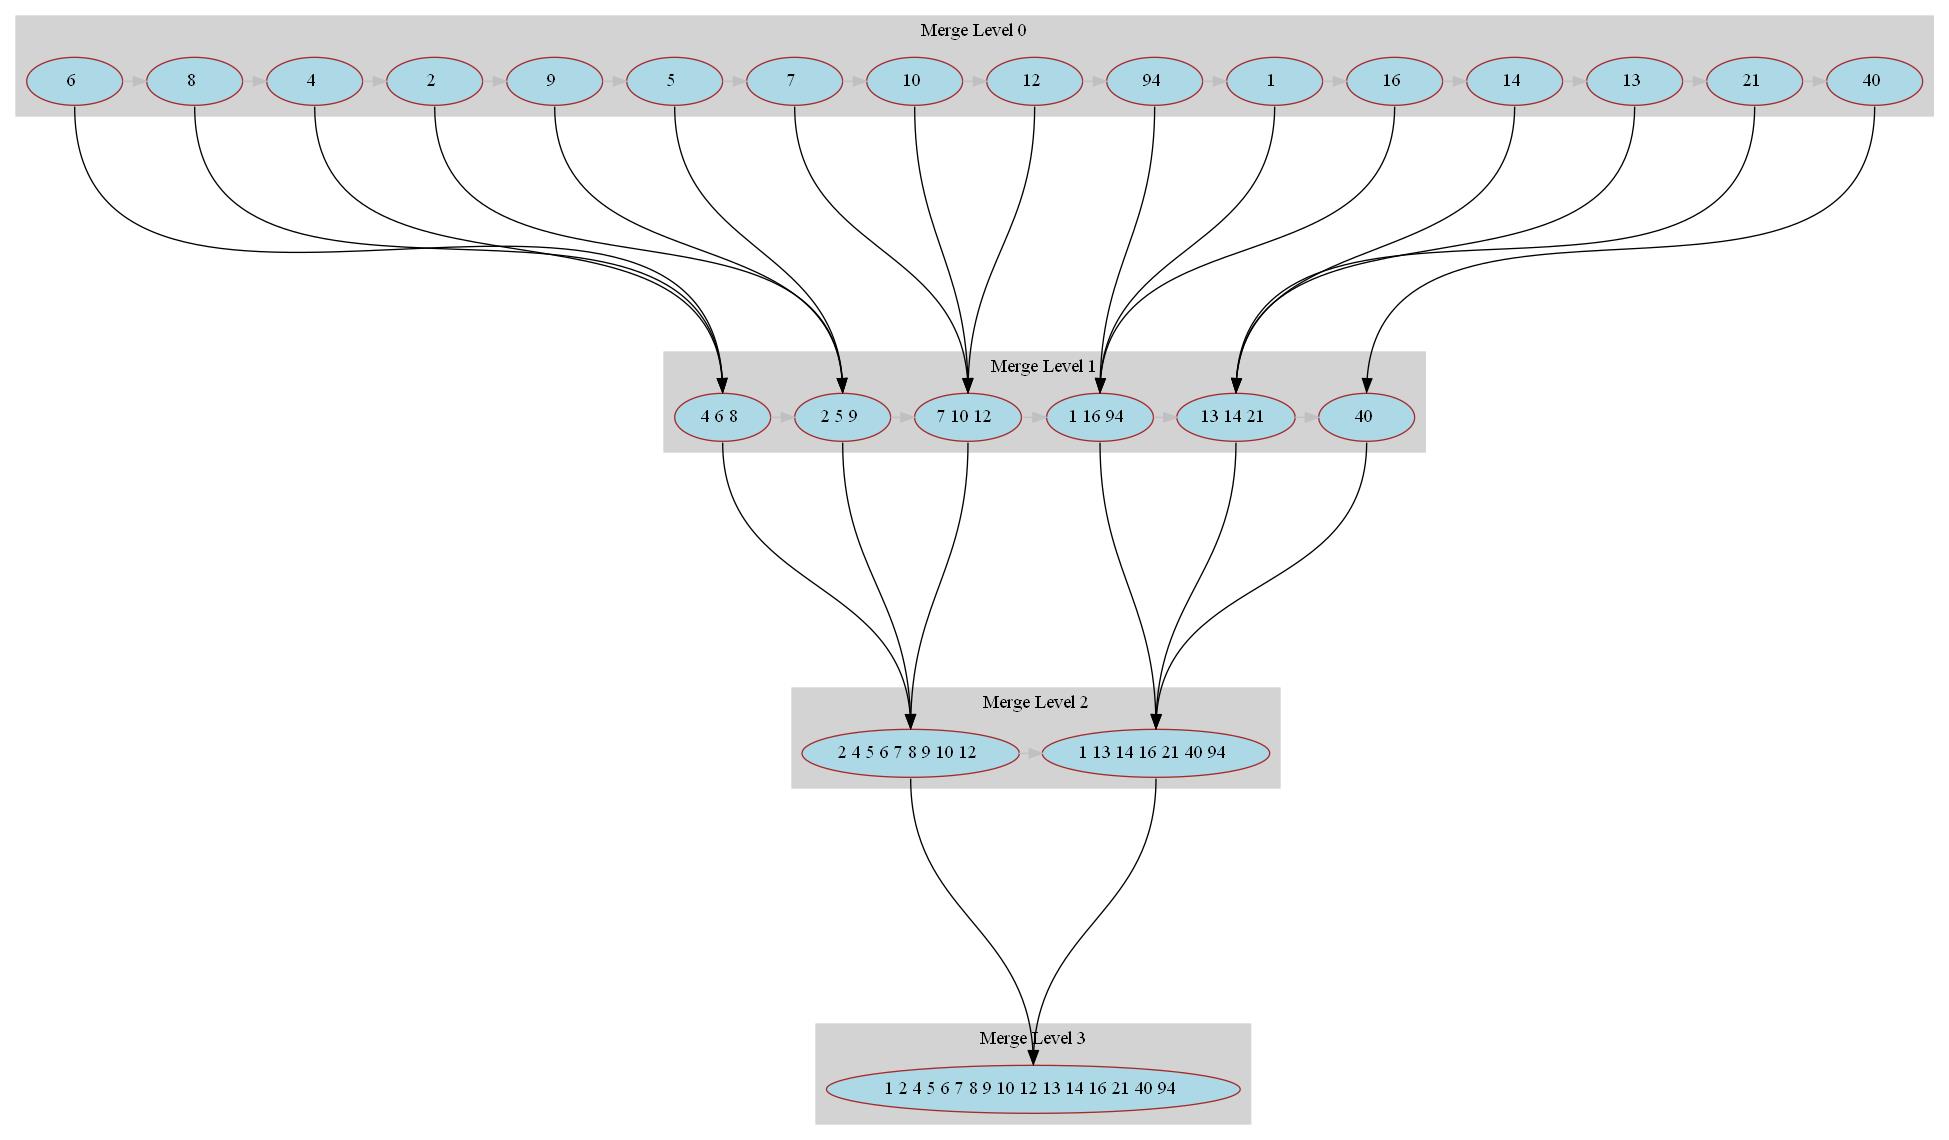 Merge Level 0
6 8 4 2 9 5 7 10 12 94 1 16 14 13 21 40
Merge Level 1
4 6 8 2 5 9 7 10 12 1 16 94 13 14 21 40
Merge Level 2
2 4 5 6 7 8 9 10 12 1 13 14 16 21 40 94
Merge Level 3
1 2 4 5 6 7 8 9 10 12 13 14 16 21 40 94